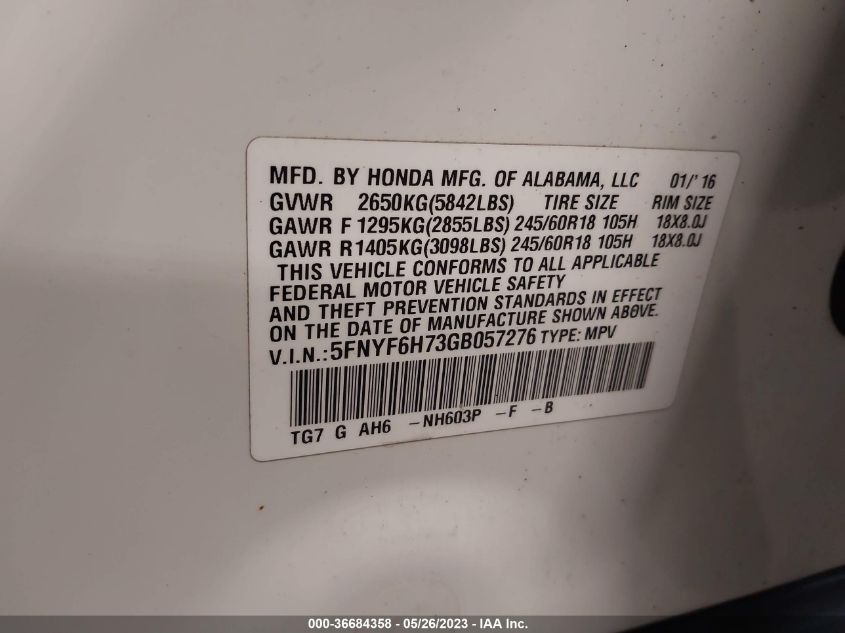 MFD. BY HONDA MFG. OF ALABAMA, LLC 01/'16
GVWR 2650KG(5842LBS) TIRE SIZE RIM SIZE
GAWR F 1295KG(2855LBS) 245/60R18 105H 18X8.0J
GAWR R 1405KG(3098LBS) 245/60R18 105H 18X8.0J
THIS VEHICLE CONFORMS TO ALL APPLICABLE
FEDERAL MOTOR VEHICLE SAFETY
AND THEFT PREVENTION STANDARDS IN EFFECT
ON THE DATE OF MANUFACTURE SHOWN ABOVE.
V.I.N.: 5FNYF6H73GB057276 TYPE: MPV
TG7 G AH6 -NH603P -F -B
000-36684358 - 05/26/2023 - IAA Inc.